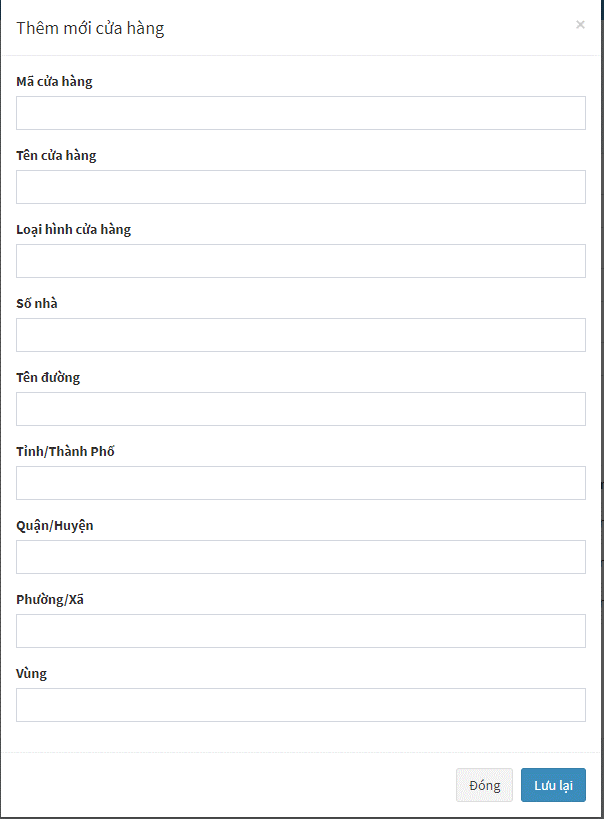 Thêm mới cửa hàng ×
Mã cửa hàng
Tên cửa hàng
Loại hình cửa hàng
Số nhà
Tên đường
Tỉnh/Thành Phố
Quận/Huyện
Phường/Xã
Vùng
Đóng Lưu lại